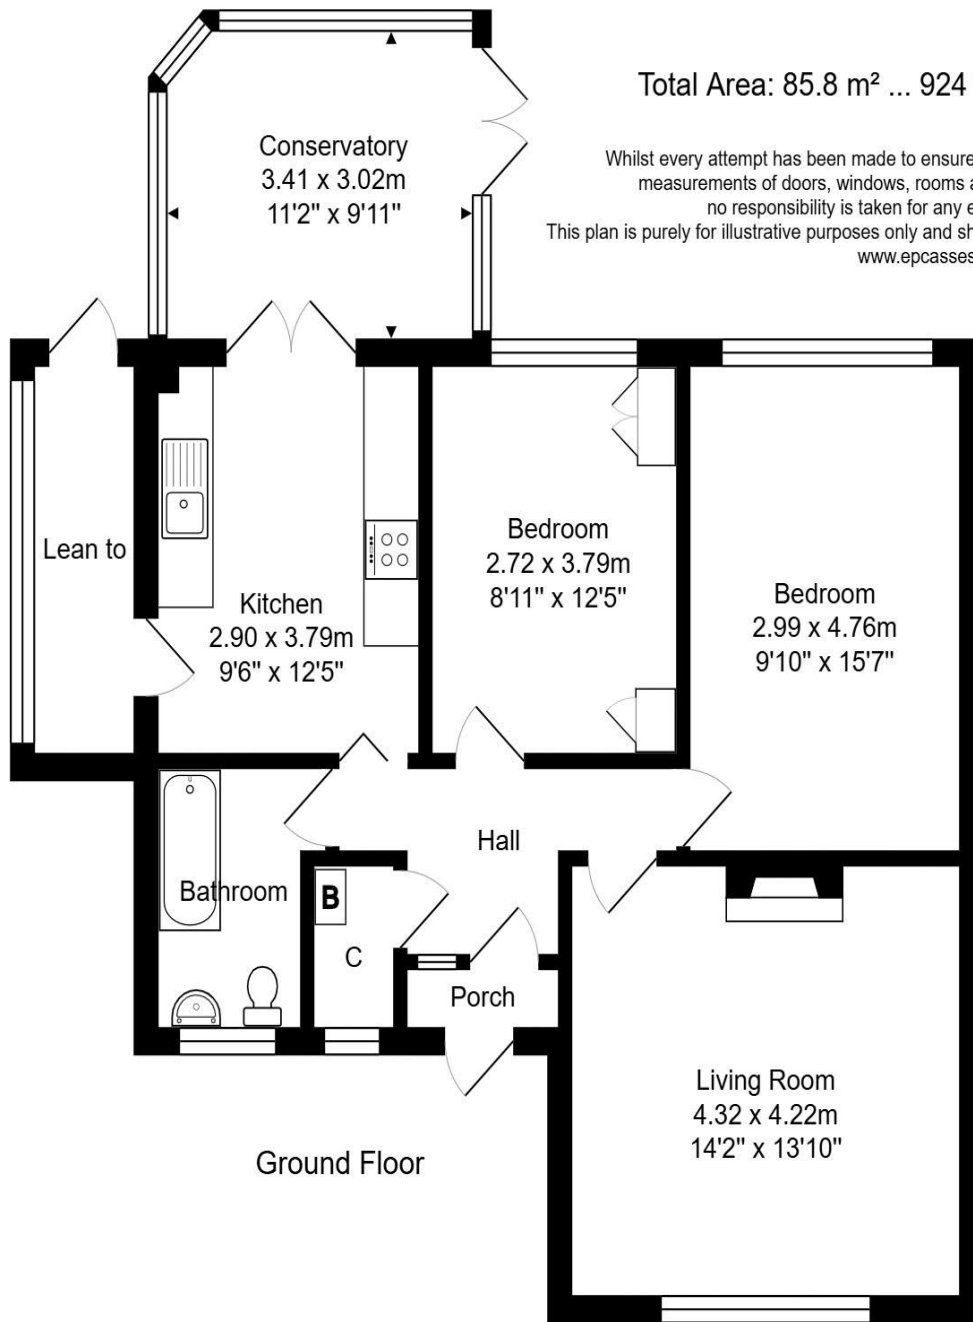 Total Area: 85.8 m² ... 924
Whilst every attempt has been made to ensure
measurements of doors, windows, rooms a
no responsibility is taken for any e
This plan is purely for illustrative purposes only and sh
www.epcasses
Conservatory
3.41 x 3.02m
11'2" x 9'11"
Lean to
Kitchen
2.90 x 3.79m
9'6" x 12'5"
Bedroom
2.72 x 3.79m
8'11" x 12'5"
Bedroom
2.99 x 4.76m
9'10" x 15'7"
Hall
Bathroom
B
C
Porch
Living Room
4.32 x 4.22m
14'2" x 13'10"
Ground Floor